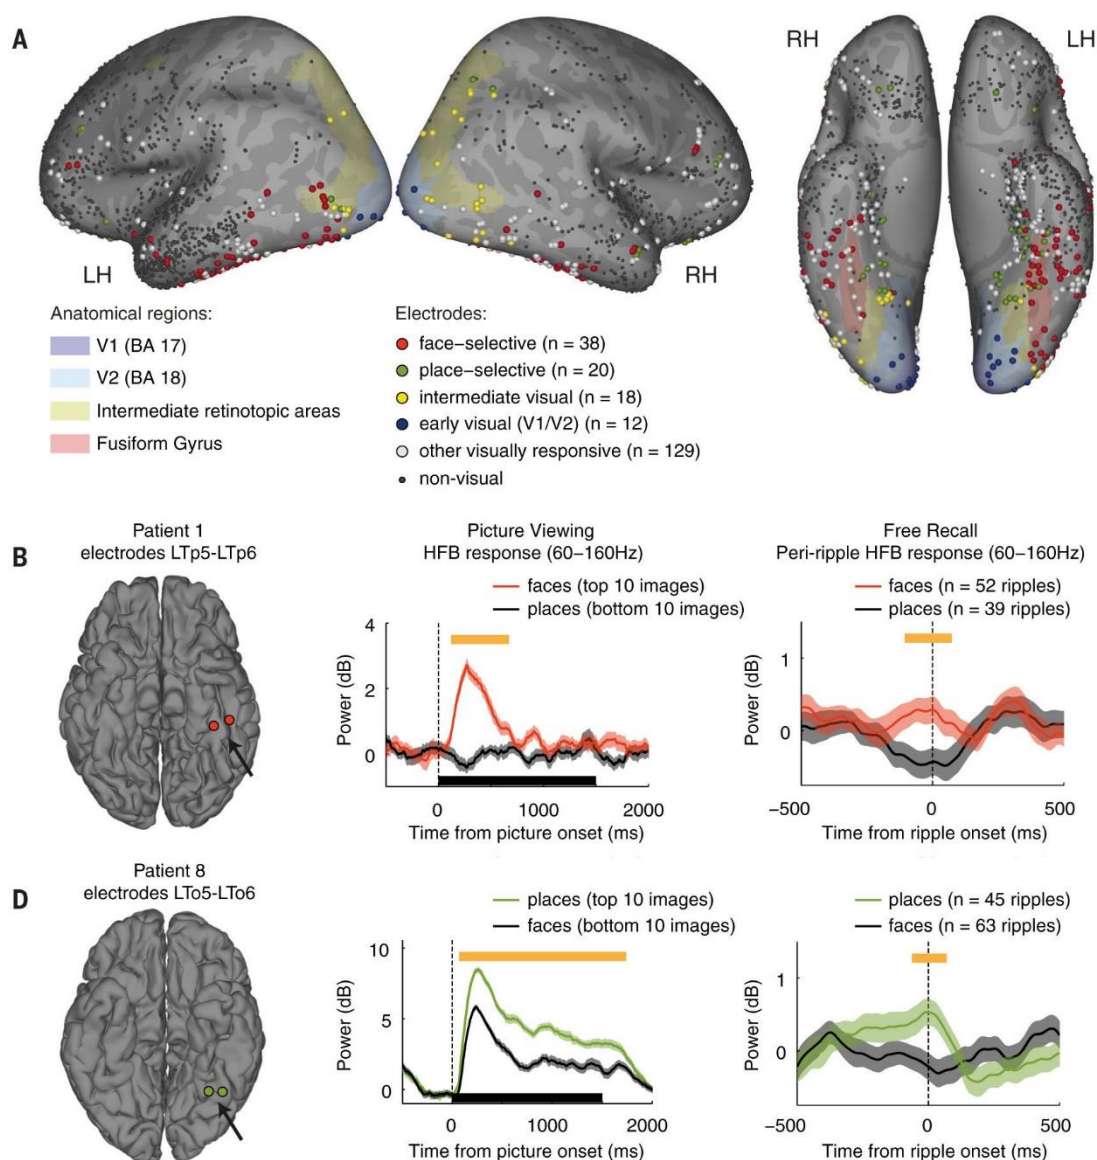 A
LH
RH
RH
LH
Anatomical regions:
V1 (BA 17)
V2 (BA 18)
Intermediate retinotopic areas
Fusiform Gyrus
Electrodes:
face-selective (n = 38)
place-selective (n = 20)
intermediate visual (n = 18)
early visual (V1/V2) (n = 12)
other visually responsive (n = 129)
non-visual
B
Patient 1
electrodes LTp5-LTp6
Picture Viewing
HFB response (60–160Hz)
faces (top 10 images)
places (bottom 10 images)
Power (dB)
4
2
0
0
1000
2000
Time from picture onset (ms)
Free Recall
Peri-ripple HFB response (60–160Hz)
faces (n = 52 ripples)
places (n = 39 ripples)
Power (dB)
1
0
−500
0
500
Time from ripple onset (ms)
D
Patient 8
electrodes LTo5-LTo6
places (top 10 images)
faces (bottom 10 images)
Power (dB)
10
5
0
0
1000
2000
Time from picture onset (ms)
places (n = 45 ripples)
faces (n = 63 ripples)
Power (dB)
1
0
−500
0
500
Time from ripple onset (ms)